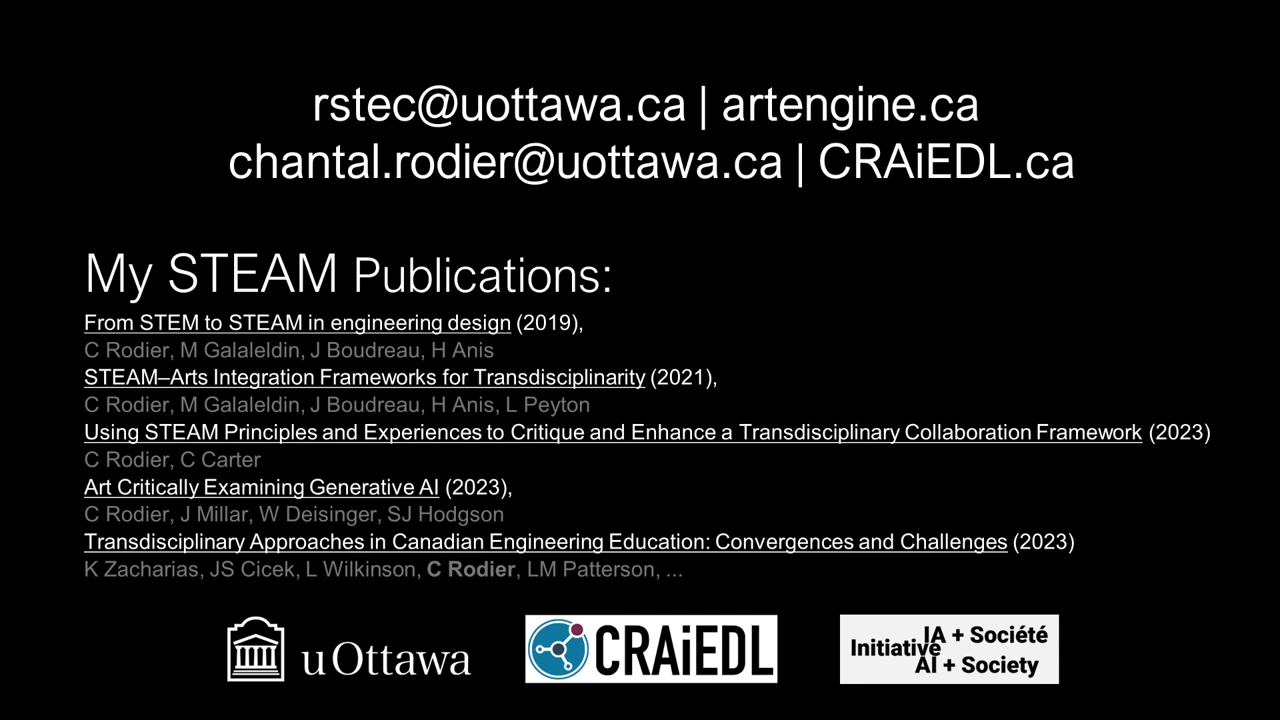 rstec@uottawa.ca | artengine.ca
chantal.rodier@uottawa.ca | CRAiEDL.ca
My STEAM Publications:
From STEM to STEAM in engineering design (2019),
C Rodier, M Galaleldin, J Boudreau, H Anis
STEAM–Arts Integration Frameworks for Transdisciplinarity (2021),
C Rodier, M Galaleldin, J Boudreau, H Anis, L Peyton
Using STEAM Principles and Experiences to Critique and Enhance a Transdisciplinary Collaboration Framework (2023)
C Rodier, C Carter
Art Critically Examining Generative AI (2023),
C Rodier, J Millar, W Deisinger, SJ Hodgson
Transdisciplinary Approaches in Canadian Engineering Education: Convergences and Challenges (2023)
K Zacharias, JS Cicek, L Wilkinson, C Rodier, LM Patterson, ...
uOttawa
CRAiEDL
IA + Société
Initiative
AI + Society